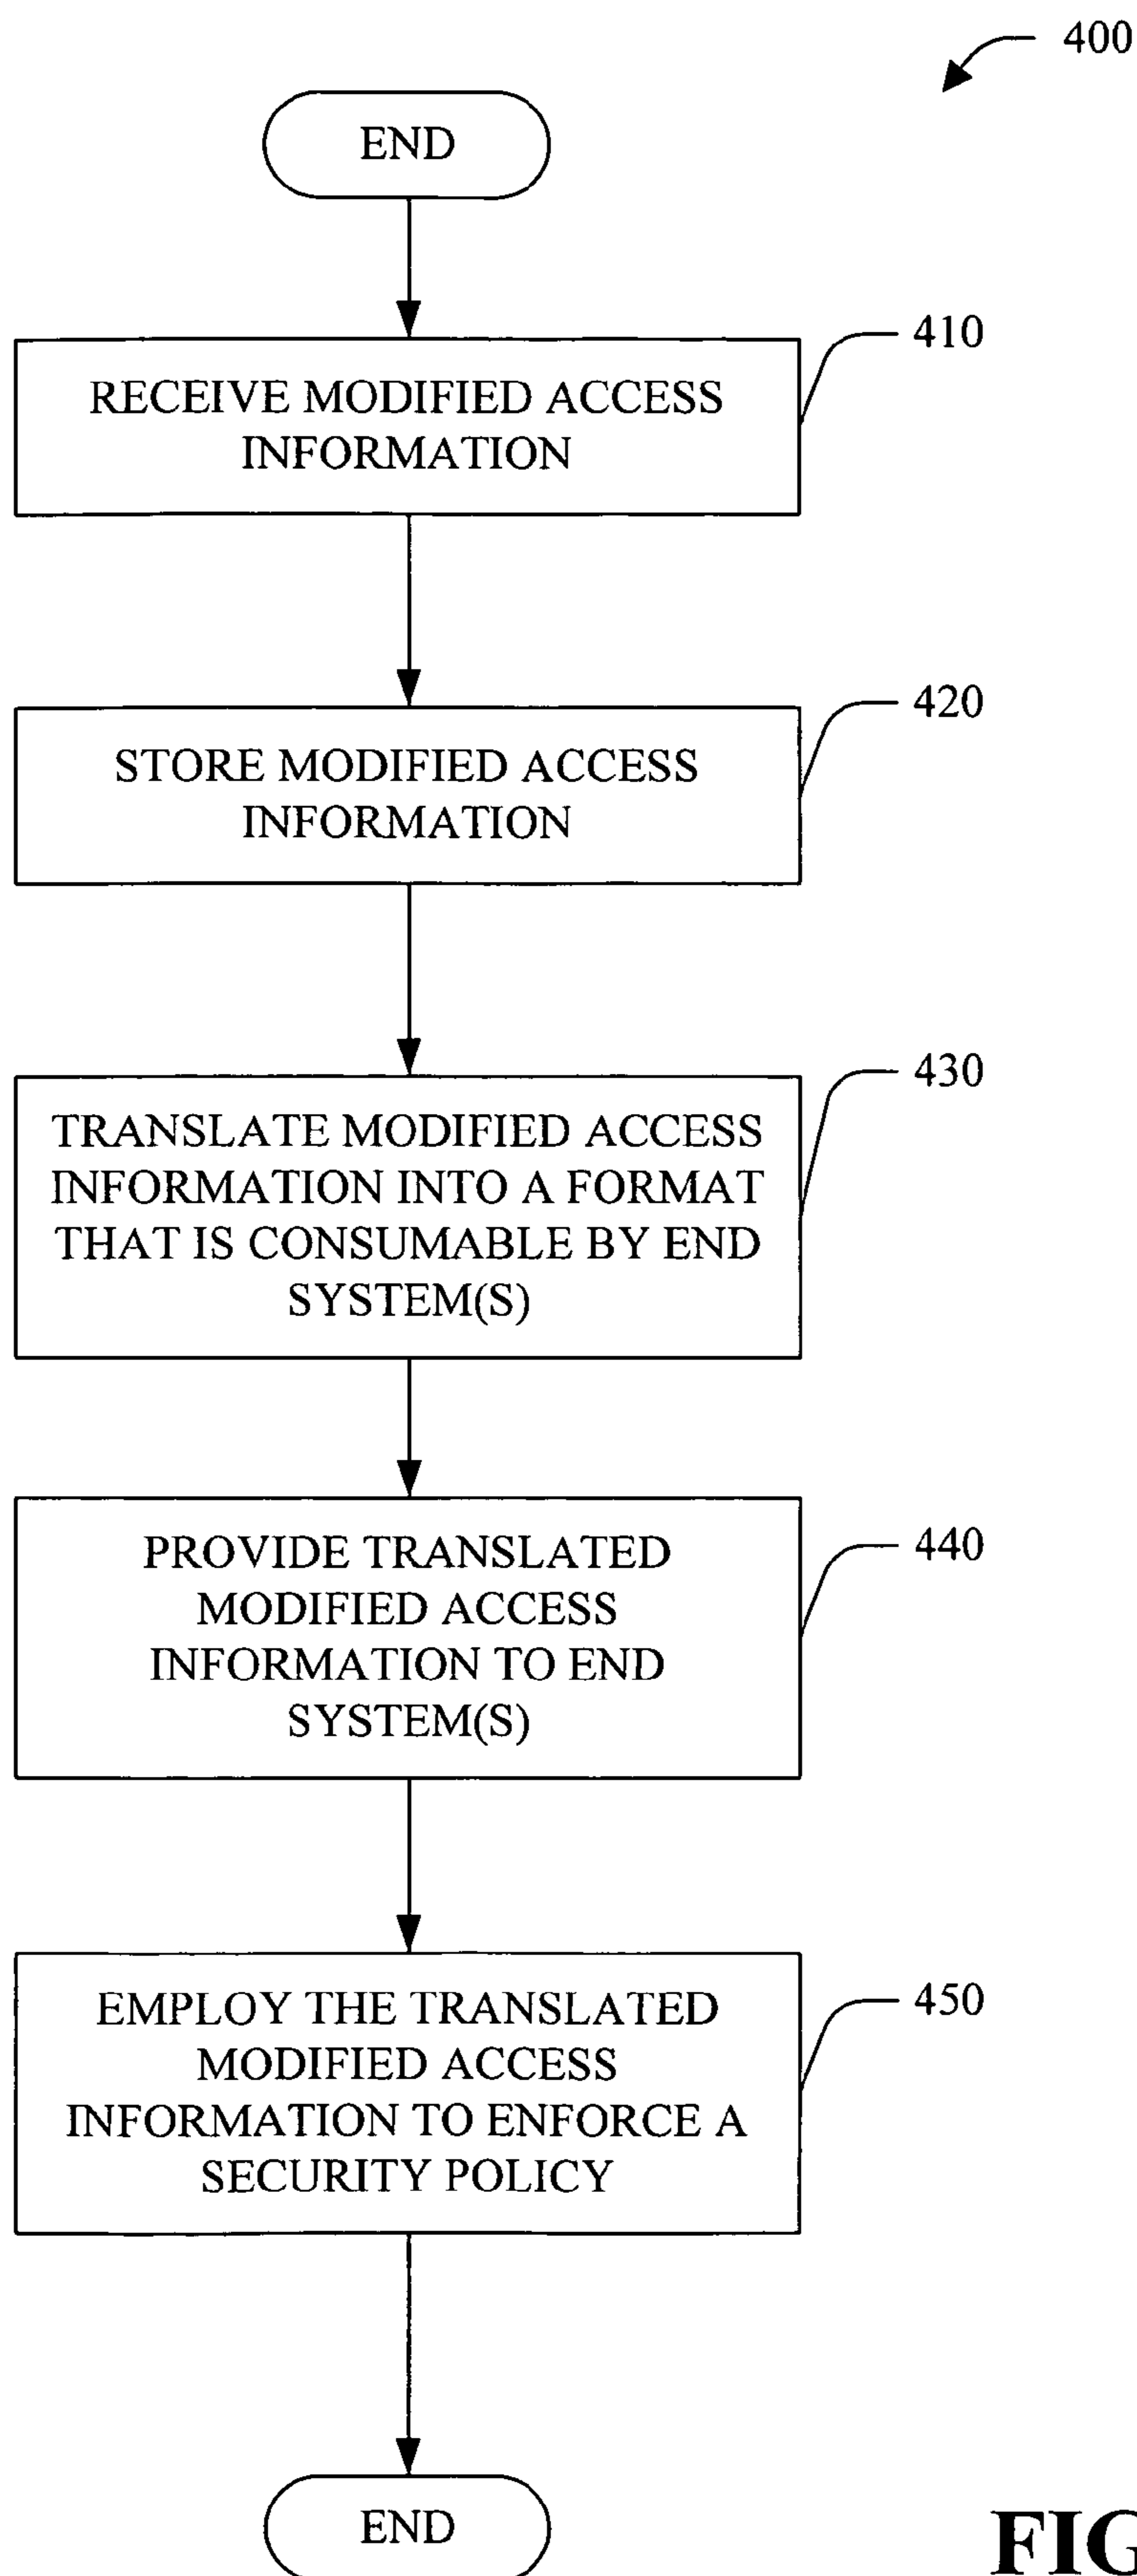 400
END
410
RECEIVE MODIFIED ACCESS
INFORMATION
420
STORE MODIFIED ACCESS
INFORMATION
430
TRANSLATE MODIFIED ACCESS
INFORMATION INTO A FORMAT
THAT IS CONSUMABLE BY END
SYSTEM(S)
440
PROVIDE TRANSLATED
MODIFIED ACCESS
INFORMATION TO END
SYSTEM(S)
450
EMPLOY THE TRANSLATED
MODIFIED ACCESS
INFORMATION TO ENFORCE A
SECURITY POLICY
END
FIG